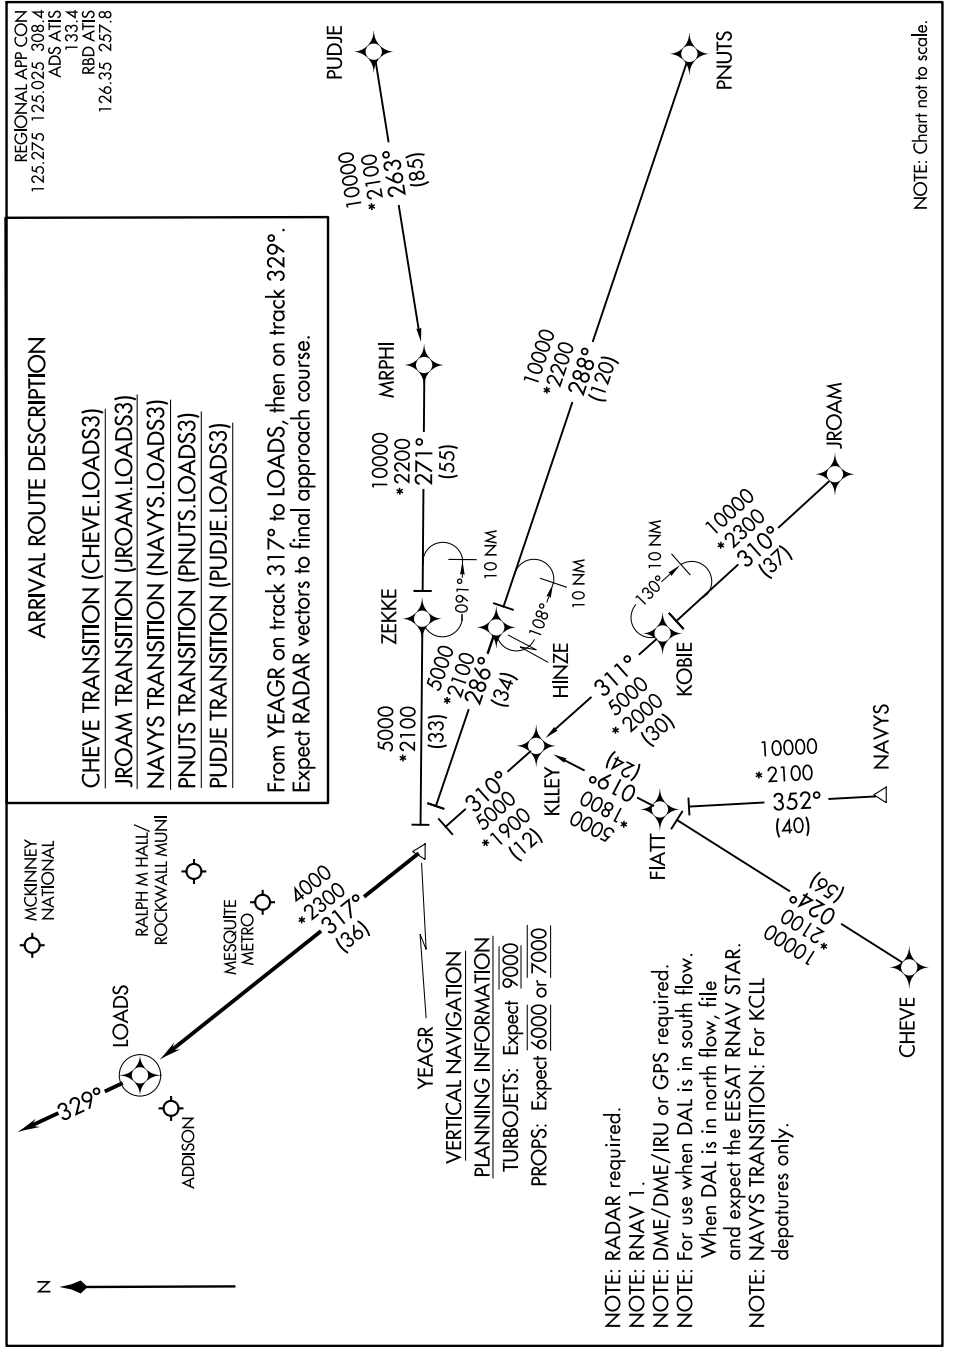 REGIONAL APP CON
125.275 125.025 308.4
ADS ATIS
133.4
RBD ATIS
126.35 257.8
ARRIVAL ROUTE DESCRIPTION
CHEVE TRANSITION (CHEVE.LOADS3)
JROAM TRANSITION (JROAM.LOADS3)
NAVYS TRANSITION (NAVYS.LOADS3)
PNUTS TRANSITION (PNUTS.LOADS3)
PUDJE TRANSITION (PUDJE.LOADS3)
From YEAGR on track 317° to LOADS, then on track 329°.
Expect RADAR vectors to final approach course.
N
329°
LOADS
ADDISON
MCKINNEY
NATIONAL
RALPH M HALL/
ROCKWALL MUNI
MESQUITE
METRO
4000
*2300
317°
(36)
YEAGR
VERTICAL NAVIGATION
PLANNING INFORMATION
TURBOJETS: Expect 9000
PROPS: Expect 6000 or 7000
PUDJE
10000
*2100
263°
(85)
MRPHI
10000
*2200
271°
(55)
ZEKKE
091°
10 NM
5000
*2100
(33)
PNUTS
10000
*2200
288°
(120)
HINZE
108°
10 NM
5000
*2100
286°
(34)
JROAM
10000
*2300
310°
(37)
KOBIE
130°
10 NM
311°
5000
*2000
(30)
KLLEY
310°
5000
*1900
(12)
(24)
019°
*1800
5000
FIATT
NAVYS
10000
*2100
352°
(40)
CHEVE
(56)
024°
*2100
10000
NOTE: RADAR required.
NOTE: RNAV 1.
NOTE: DME/DME/IRU or GPS required.
NOTE: For use when DAL is in south flow.
When DAL is in north flow, file
and expect the EESAT RNAV STAR.
NOTE: NAVYS TRANSITION: For KCLL
depatures only.
NOTE: Chart not to scale.